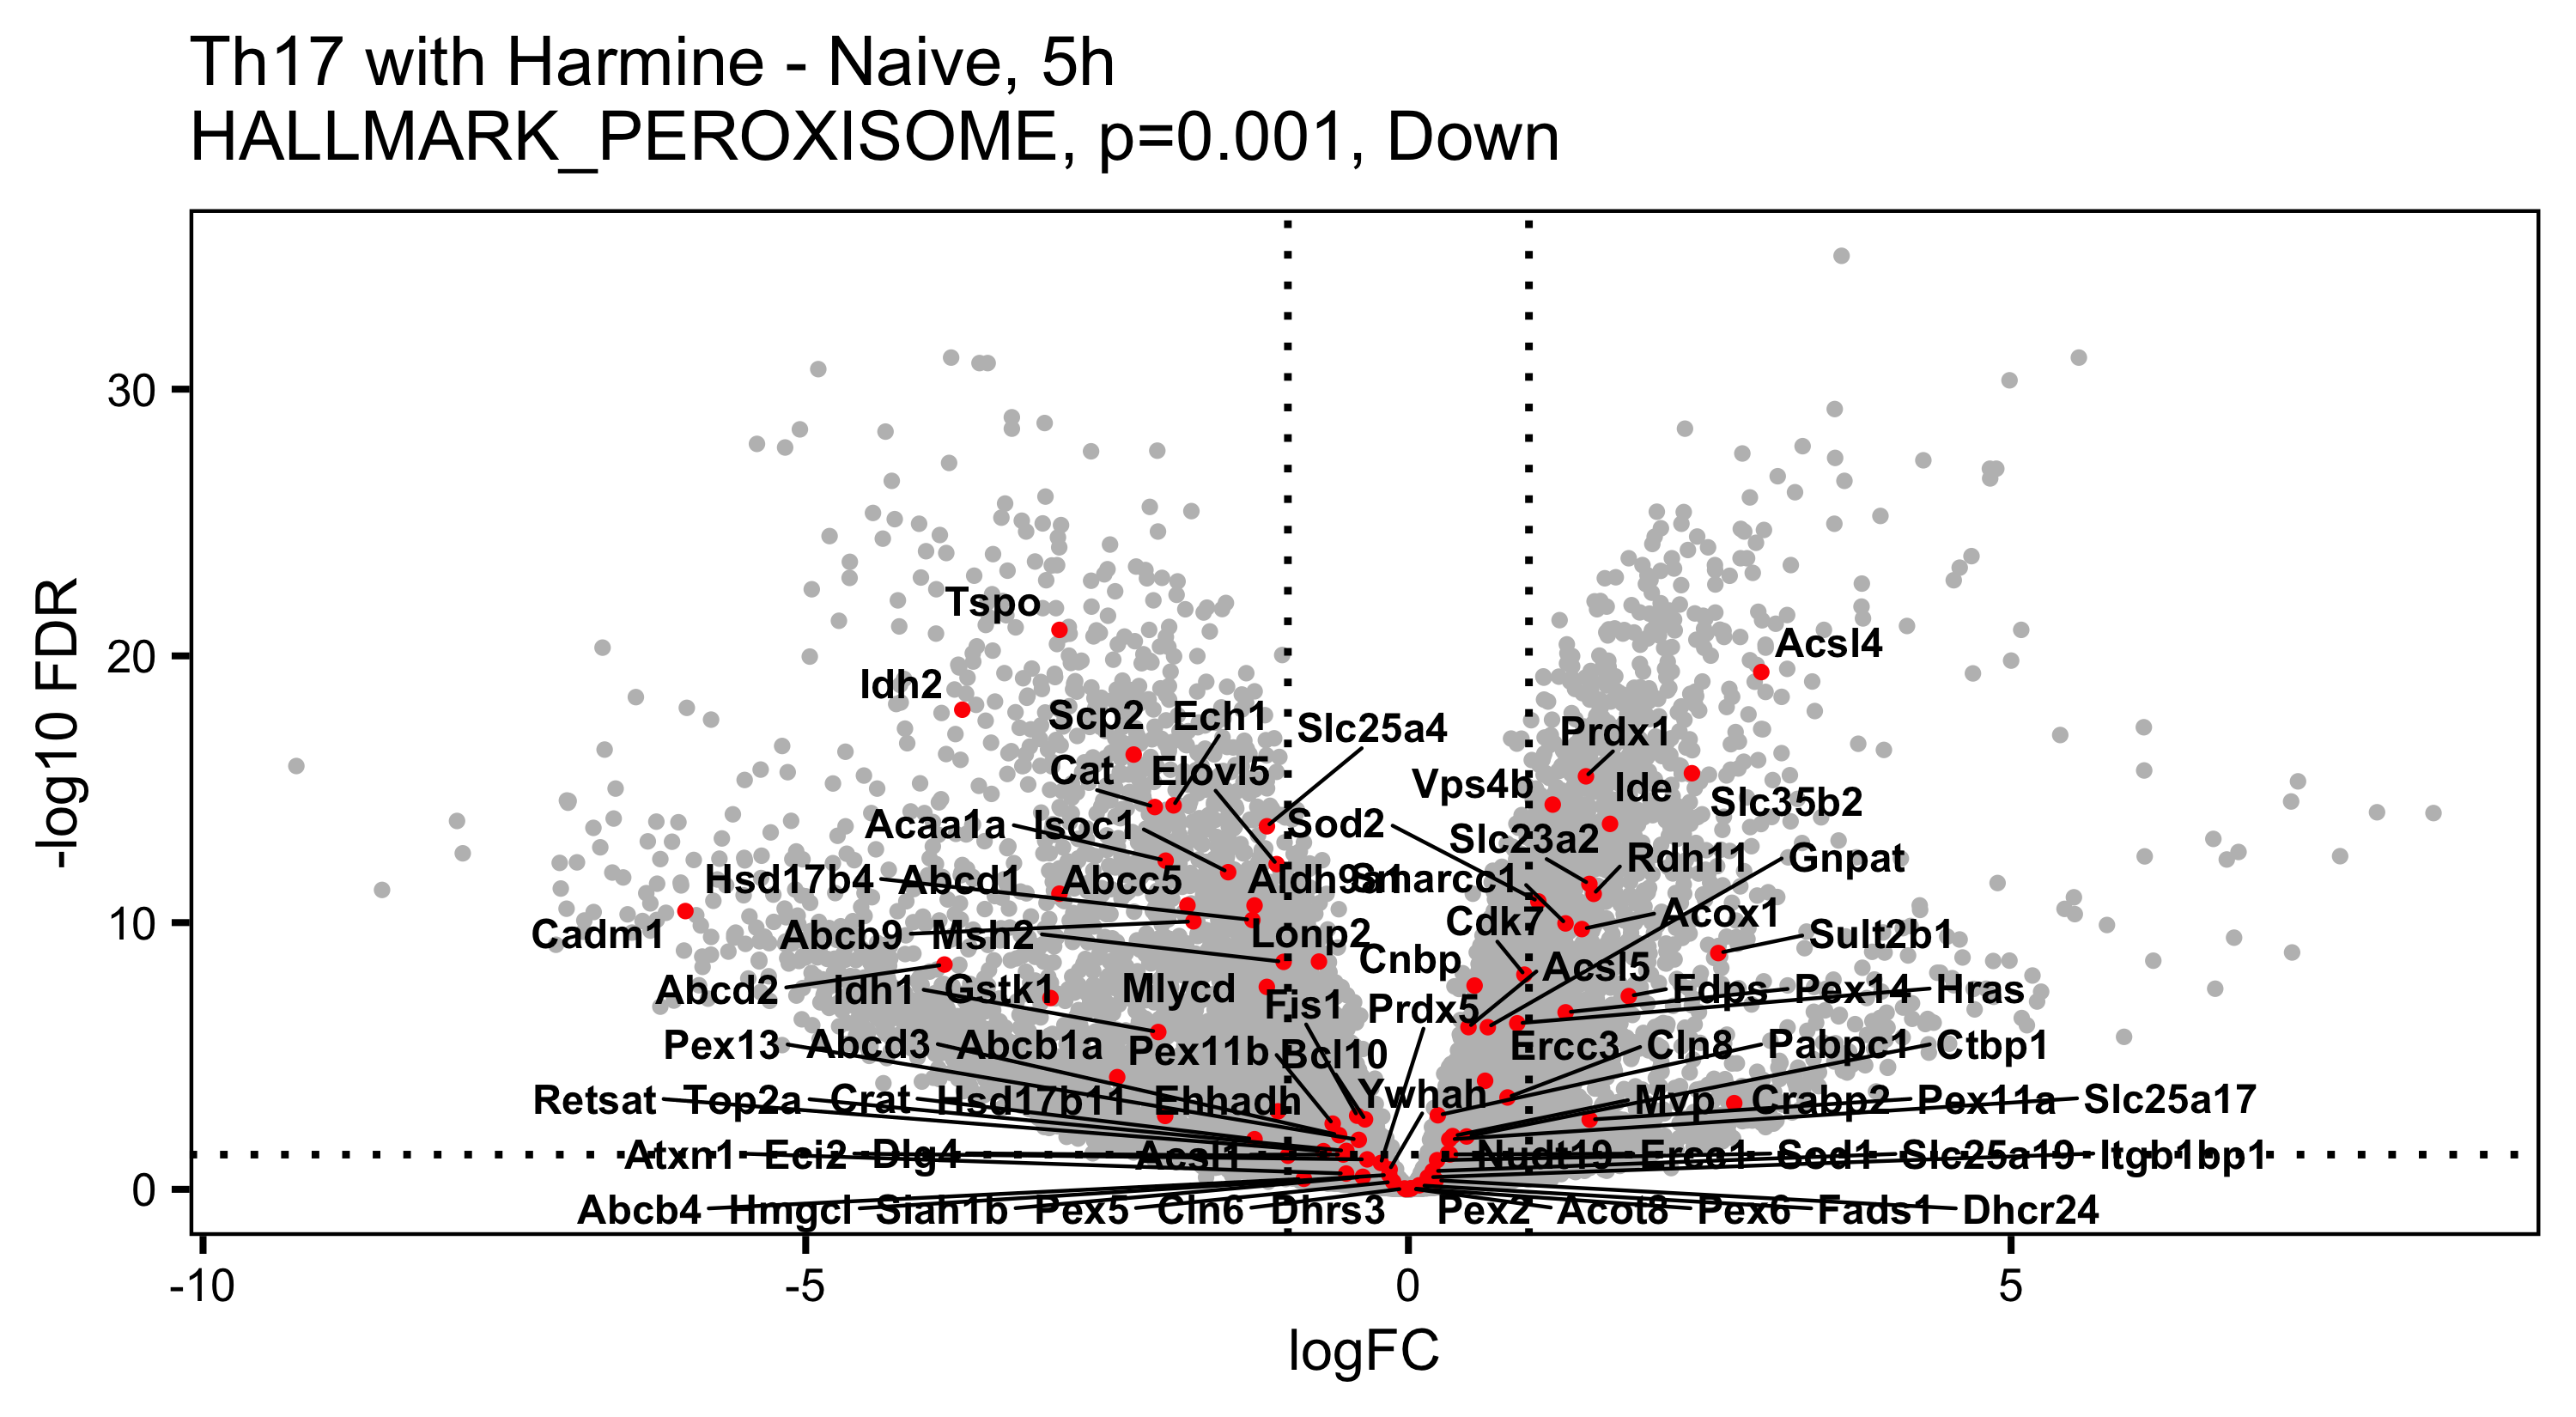 Th17 with Harmine - Naive, 5h
HALLMARK_PEROXISOME, p=0.001, Down
-log10 FDR
30
20
10
0
Tspo
Acsl4
Idh2
Scp2 Ech1 Slc25a4 Prdx1
Cat Elovl5 Vps4b Ide
Slc35b2
Acaa1a Isoc1 Sod2 Slc23a2
Rdh11 Gnpat
Hsd17b4 Abcd1 Abcc5 Aldh9a1 Smarcc1
Cdk7 Acox1
Cadm1 Abcb9 Msh2 Lonp2 Sult2b1
Cnbp Acsl5
Abcd2 Idh1 Gstk1 Mlycd Fdps Pex14 Hras
Fis1 Prdx5
Pex13 Abcd3 Abcb1a Pex11b Bcl10 Ercc3 Cln8 Pabpc1 Ctbp1
Retsat Top2a Crat Hsd17b11 Ehhadh Ywhah Mvp Crabp2 Pex11a Slc25a17
Atxn1 Eci2 Dlg4 Acsl1 Nudt19 Ercc1 Sod1 Slc25a19 Itgb1bp1
Abcb4 Hmgcl Siah1b Pex5 Cln6 Dhrs3 Pex2 Acot8 Pex6 Fads1 Dhcr24
-10 -5 0 5
logFC